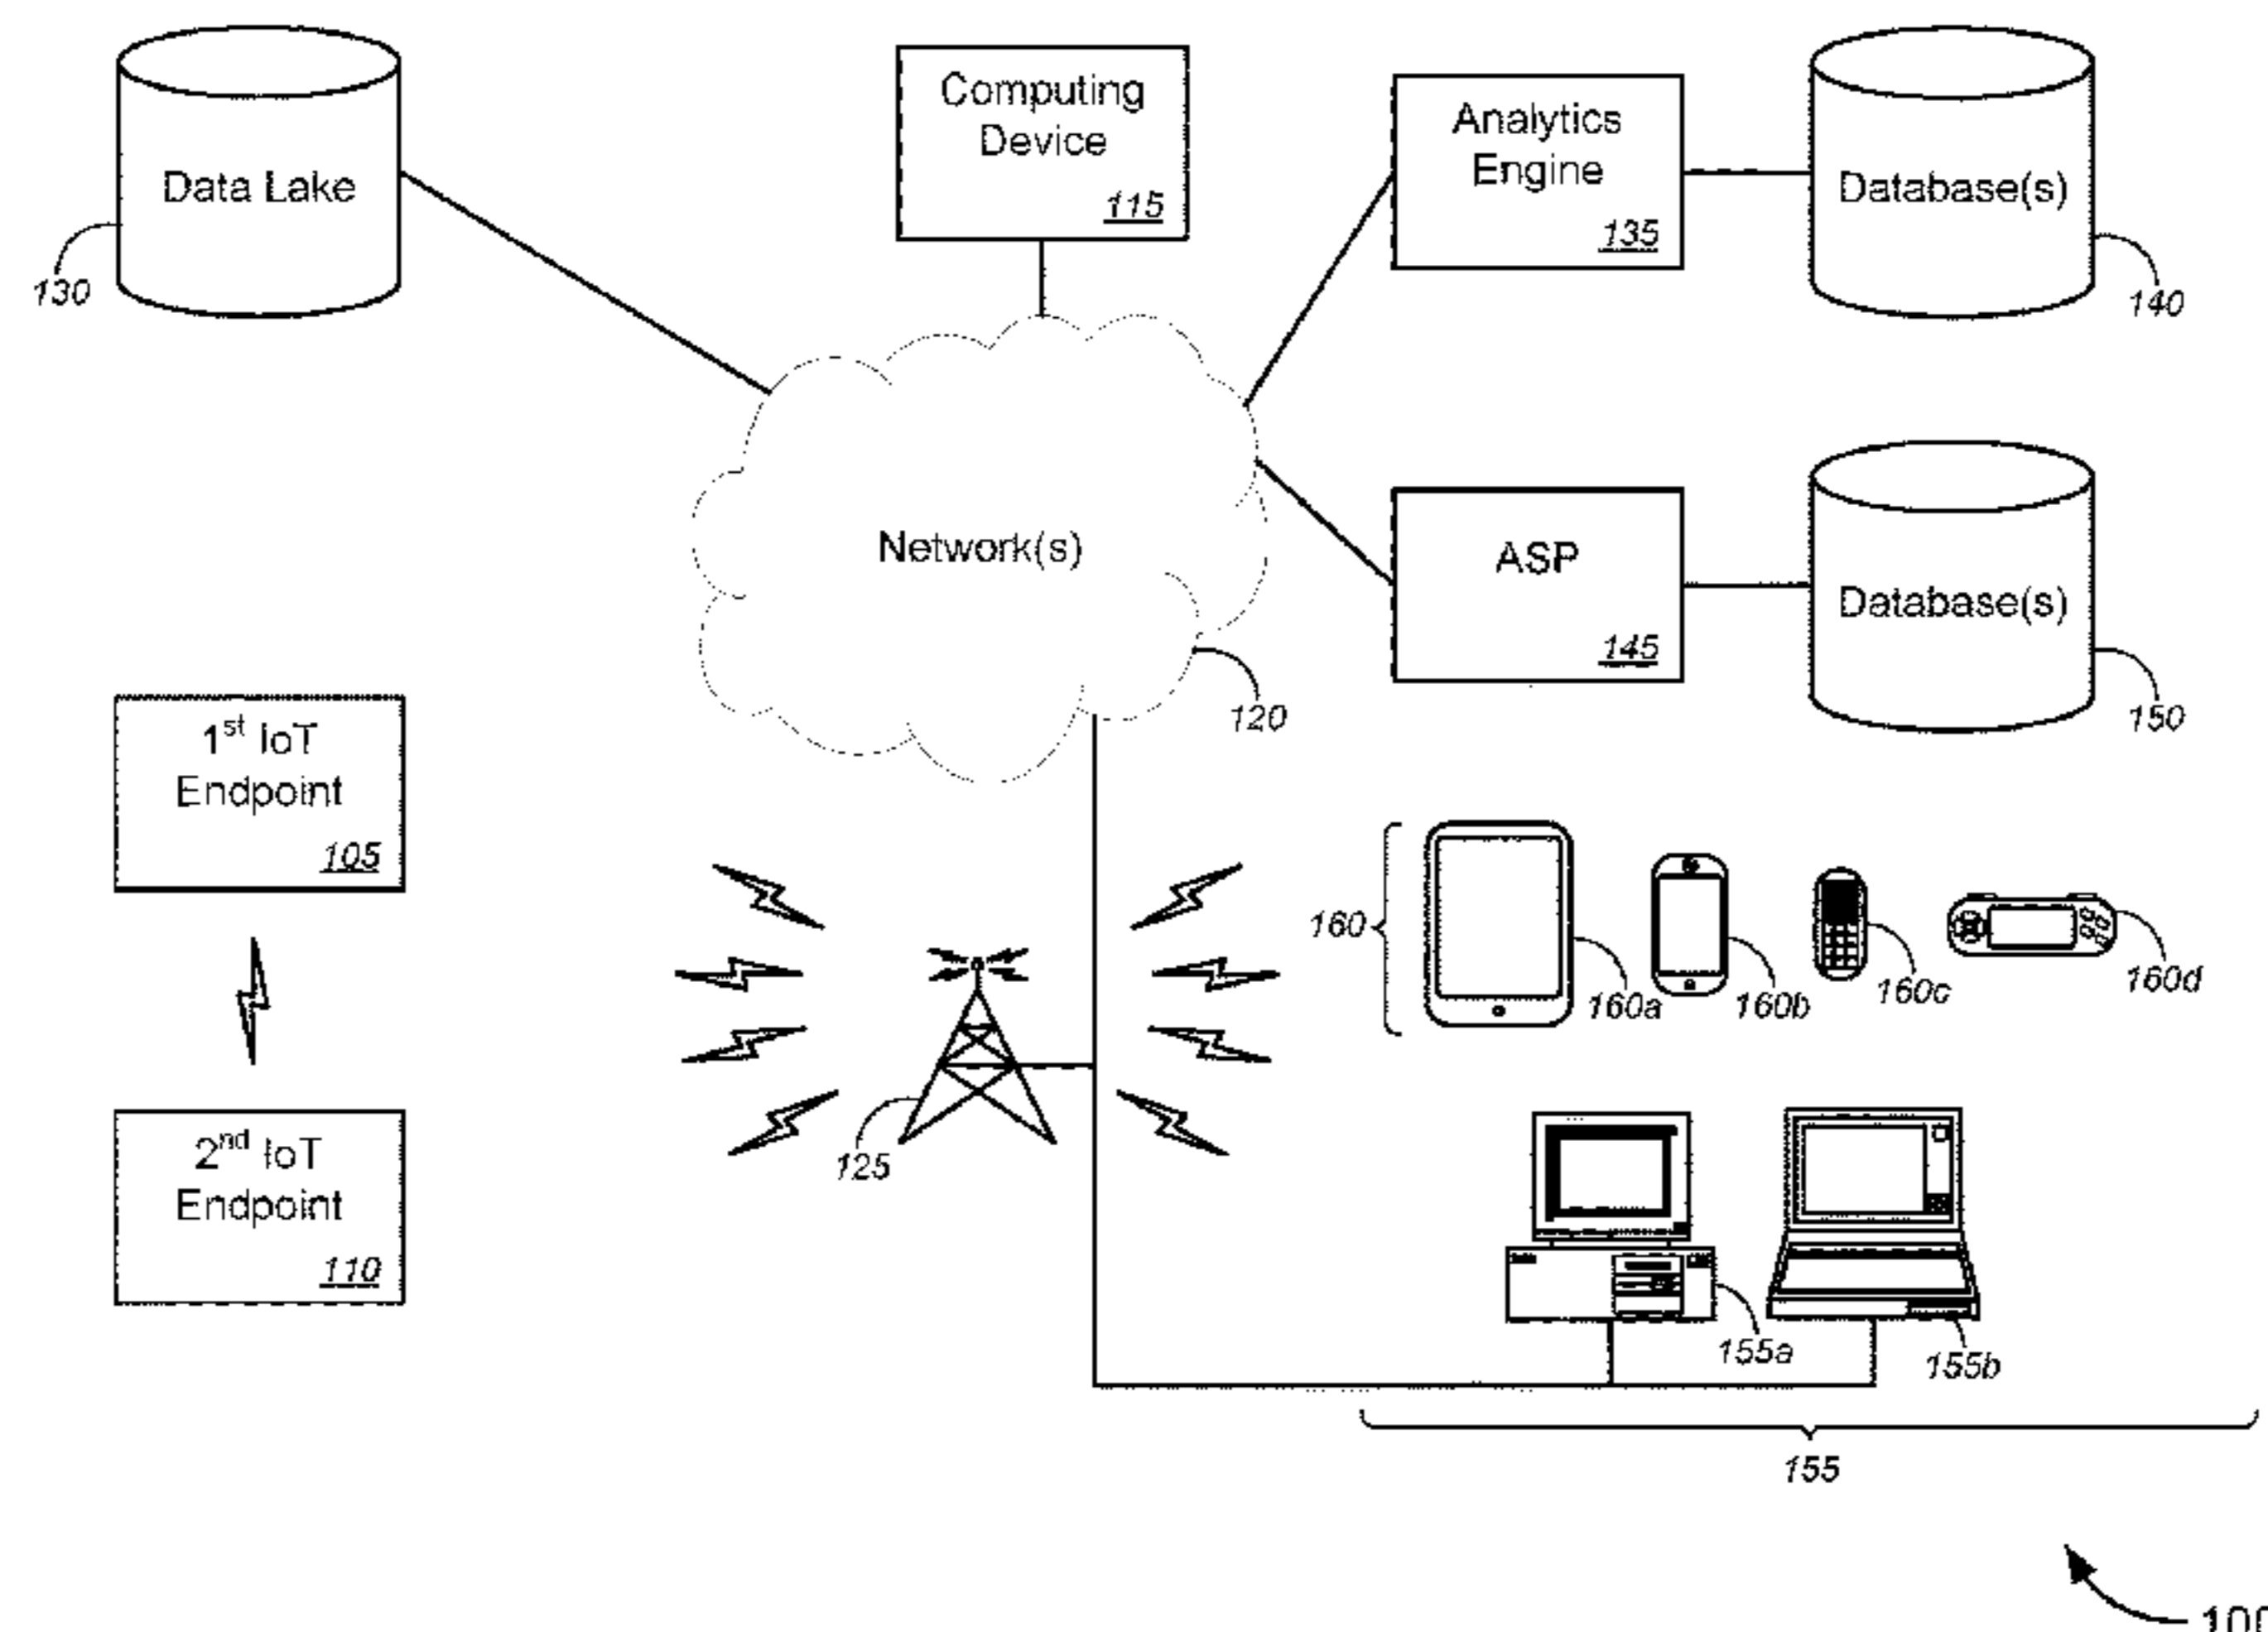 Data Lake
130
Computing
Device
115
Analytics
Engine
135
Database(s)
140
Network(s)
120
ASP
145
Database(s)
150
1st IoT
Endpoint
105
2nd IoT
Endpoint
110
125
160
160a
160b
160c
160d
155a
155b
155
100